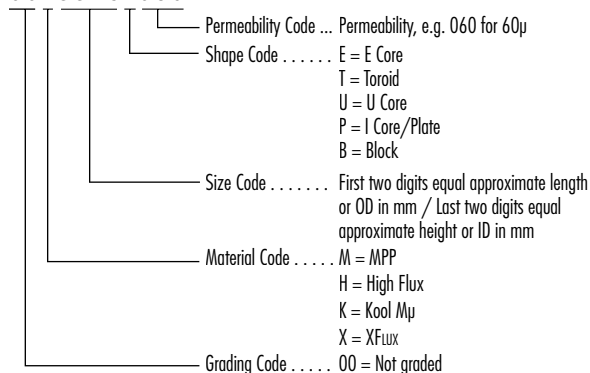 Permeability Code ... Permeability, e.g. 060 for 60µ
Shape Code . . . . . . E = E Core
T = Toroid
U = U Core
P = I Core/Plate
B = Block
Size Code . . . . . . . First two digits equal approximate length
or OD in mm / Last two digits equal
approximate height or ID in mm
Material Code . . . . . M = MPP
H = High Flux
K = Kool Mµ
X = XFLUX
Grading Code . . . . . 00 = Not graded